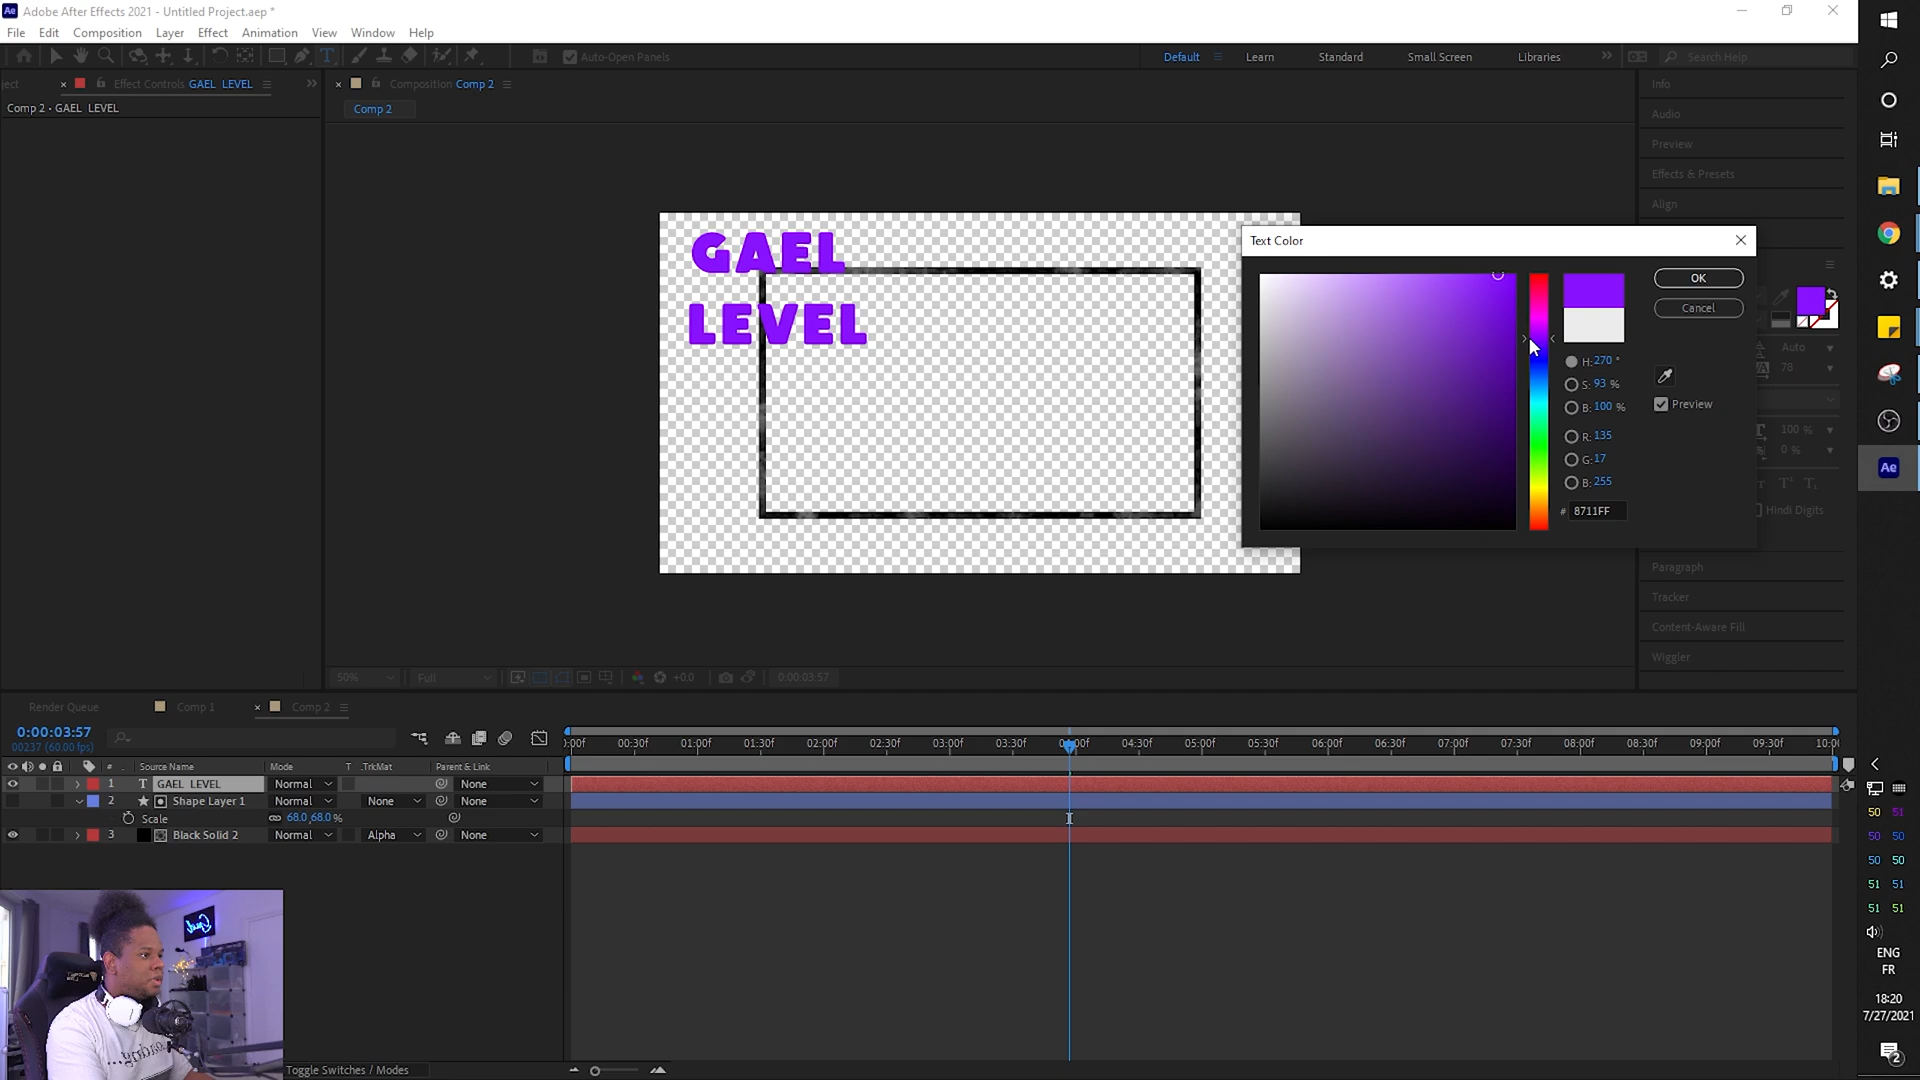 Ae Adobe After Effects 2021 - Untitled Project.aep *
File Edit Composition Layer Effect Animation View Window Help
Auto-Open Panels
Default Learn Standard Small Screen Libraries Search Help
ject Effect Controls GAEL LEVEL
Comp 2 • GAEL LEVEL
Composition Comp 2
Comp 2
GAEL
LEVEL
Text Color
OK
Cancel
H: 270 °
S: 93 %
B: 100 %
Preview
R: 135
G: 17
B: 255
# 8711FF
Info
Audio
Preview
Effects & Presets
Align
Auto
78
100 %
0 %
Hindi Digits
Paragraph
Tracker
Content-Aware Fill
Wiggler
50% Full +0.0 0:00:03:57
Render Queue Comp 1 Comp 2
0:00:03:57
00237 (60.00 fps)
:00f 00:30f 01:00f 01:30f 02:00f 02:30f 03:00f 03:30f 04:00f 04:30f 05:00f 05:30f 06:00f 06:30f 07:00f 07:30f 08:00f 08:30f 09:00f 09:30f 10:00
# Source Name Mode T .TrkMat Parent & Link
1 T GAEL LEVEL Normal None
2 Shape Layer 1 Normal None None
Scale 68.0,68.0 %
3 Black Solid 2 Normal Alpha None
Toggle Switches / Modes
Ae
50 51
50 50
50 50
51 51
51 51
ENG
FR
18:20
7/27/2021
2